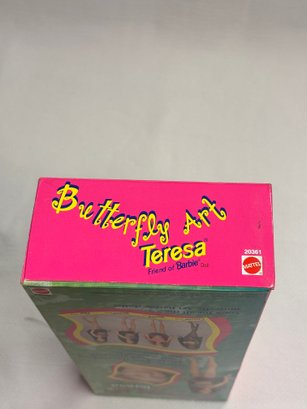 Butterfly Art
Teresa
Friend of Barbie Doll
20361
MATTEL